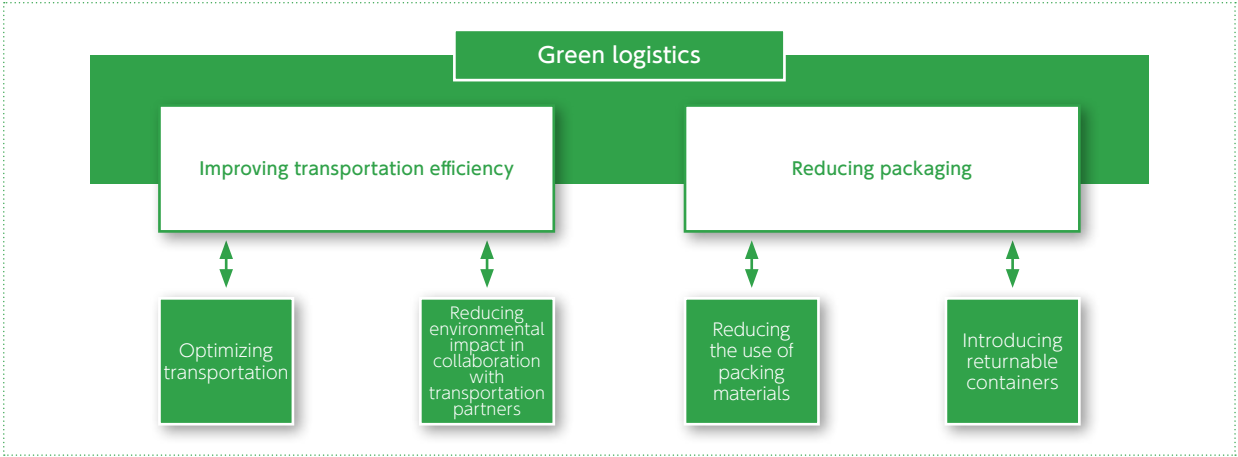 Green logistics
Improving transportation efficiency
Reducing packaging
Optimizing
transportation
Reducing
environmental
impact in
collaboration
with
transportation
partners
Reducing
the use of
packing
materials
Introducing
returnable
containers